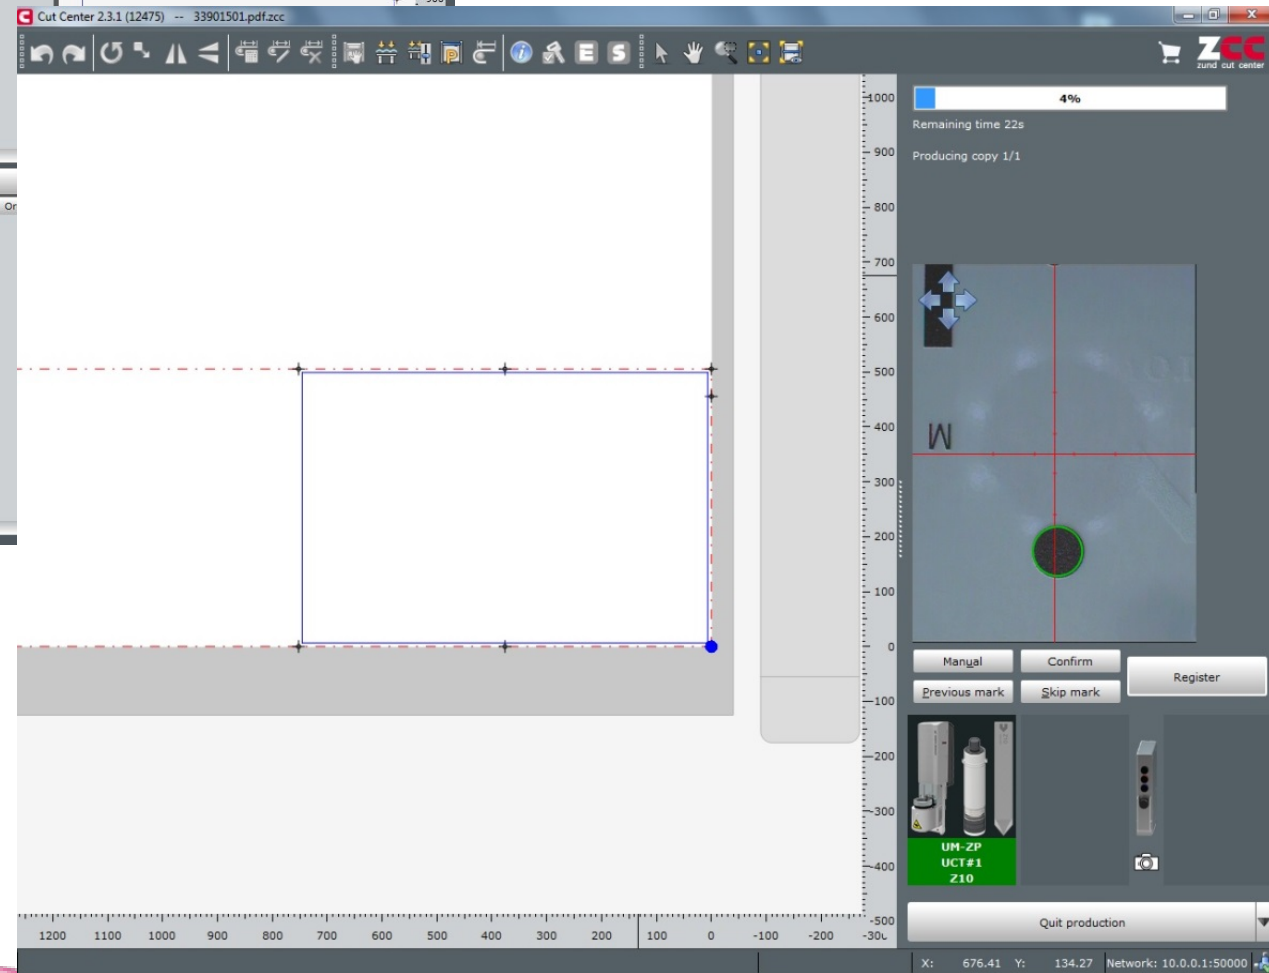 Cut Center 2.3.1 (12475) -- 33901501.pdf.zcc
E S
ZCC
zund cut center
4%
Remaining time 22s
Producing copy 1/1
Or
1000
900
800
700
600
500
400
300
200
100
0
-100
-200
-300
-400
-500
M
Manual
Confirm
Register
Previous mark
Skip mark
UM-ZP
UCT#1
Z10
Quit production
1200 1100 1000 900 800 700 600 500 400 300 200 100 0 -100 -200
X: 676.41 Y: 134.27 Network: 10.0.0.1:50000